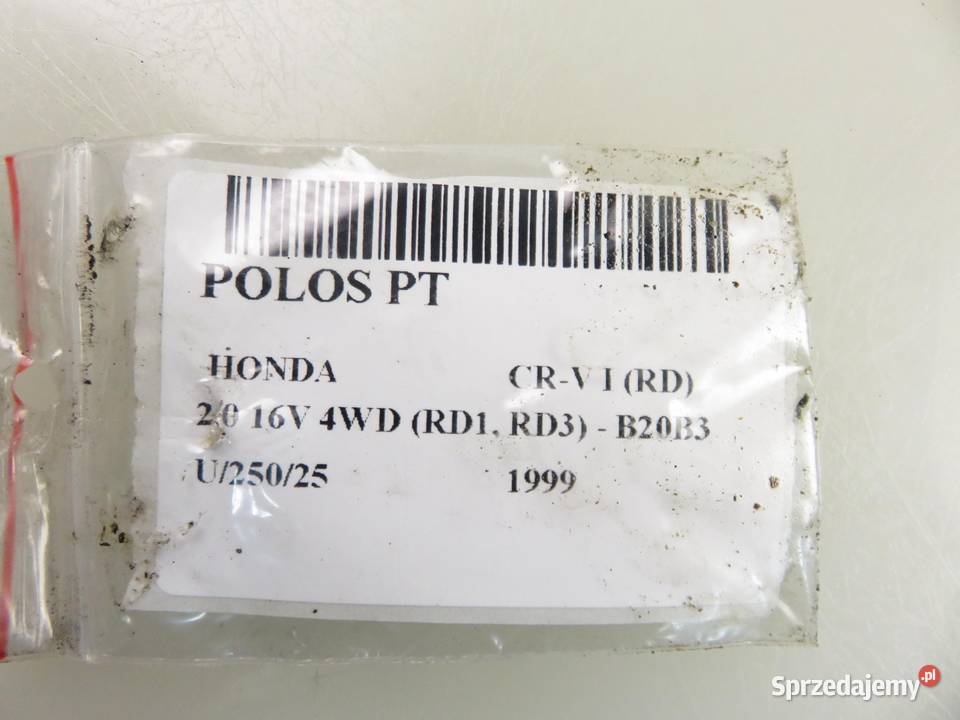 POLOS PT
HONDA CR-V I (RD)
2/0 16V 4WD (RD1, RD3) - B20B3
U/250/25 1999
Sprzedajemy.pl